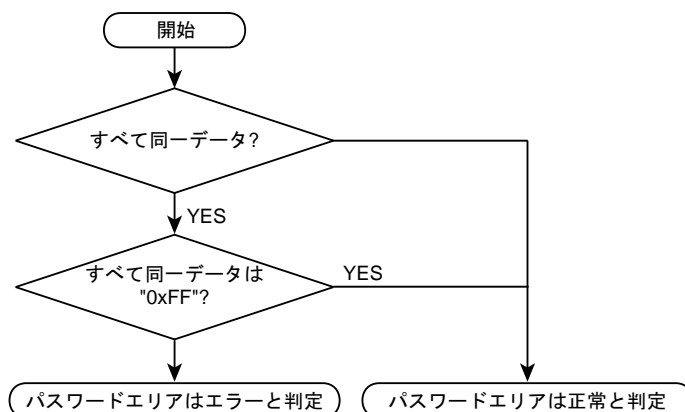 開始
すべて同一データ?
YES
すべて同一データは
"0xFF"?
YES
パスワードエリアはエラーと判定
パスワードエリアは正常と判定